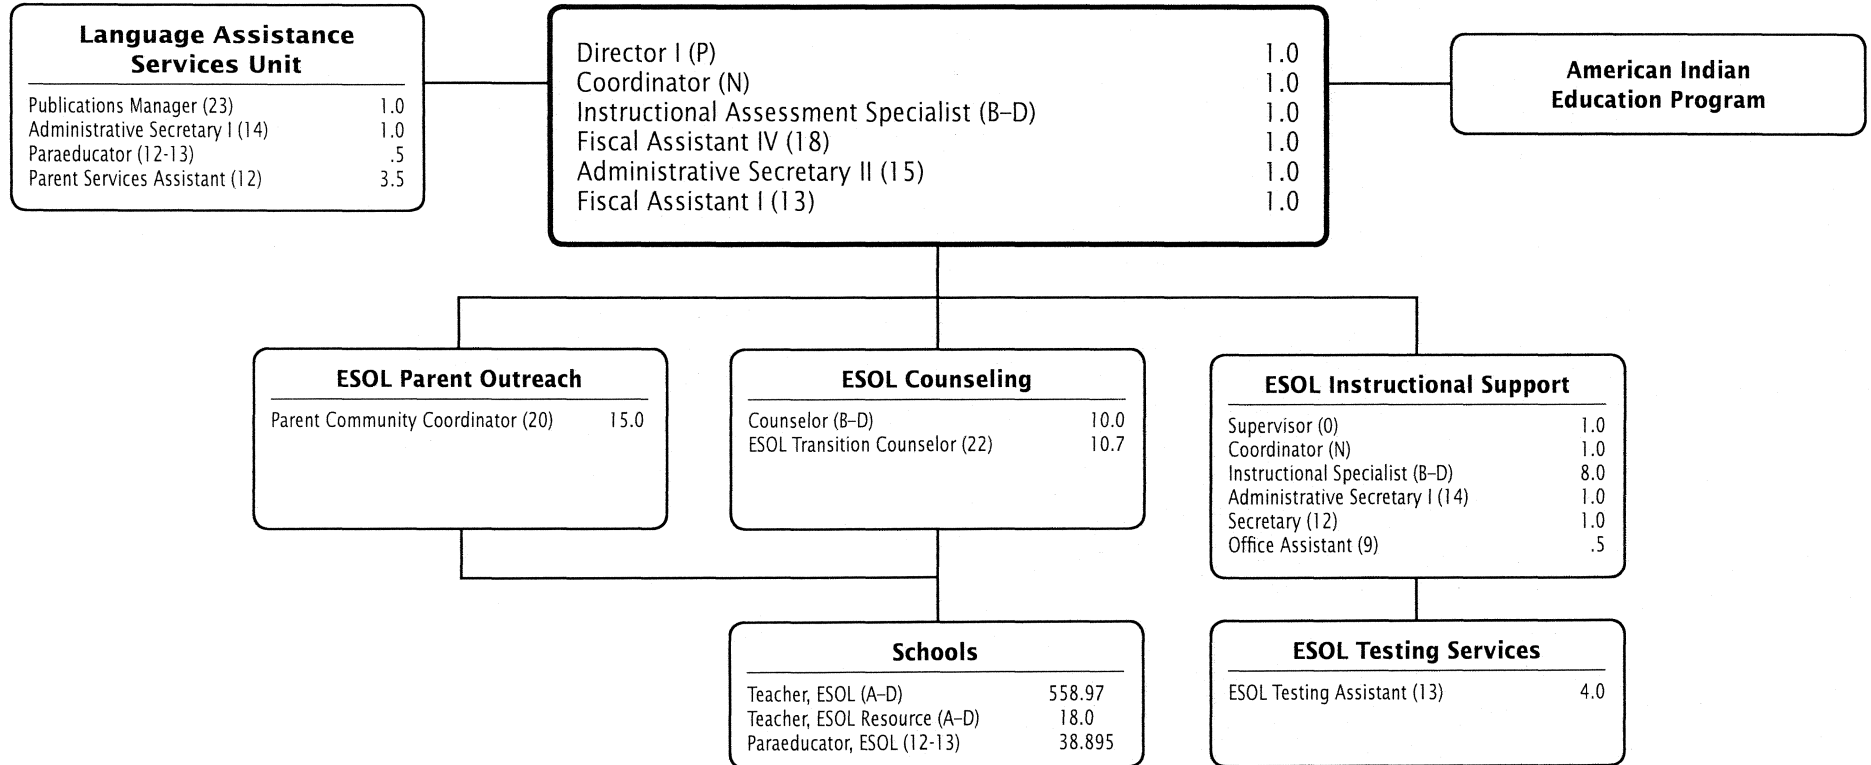 Language Assistance
Services Unit
Publications Manager (23) 1.0
Administrative Secretary I (14) 1.0
Paraeducator (12-13) .5
Parent Services Assistant (12) 3.5
Director I (P) 1.0
Coordinator (N) 1.0
Instructional Assessment Specialist (B–D) 1.0
Fiscal Assistant IV (18) 1.0
Administrative Secretary II (15) 1.0
Fiscal Assistant I (13) 1.0
American Indian
Education Program
ESOL Parent Outreach
Parent Community Coordinator (20) 15.0
ESOL Counseling
Counselor (B–D) 10.0
ESOL Transition Counselor (22) 10.7
ESOL Instructional Support
Supervisor (O) 1.0
Coordinator (N) 1.0
Instructional Specialist (B–D) 8.0
Administrative Secretary I (14) 1.0
Secretary (12) 1.0
Office Assistant (9) .5
Schools
Teacher, ESOL (A–D) 558.97
Teacher, ESOL Resource (A–D) 18.0
Paraeducator, ESOL (12-13) 38.895
ESOL Testing Services
ESOL Testing Assistant (13) 4.0